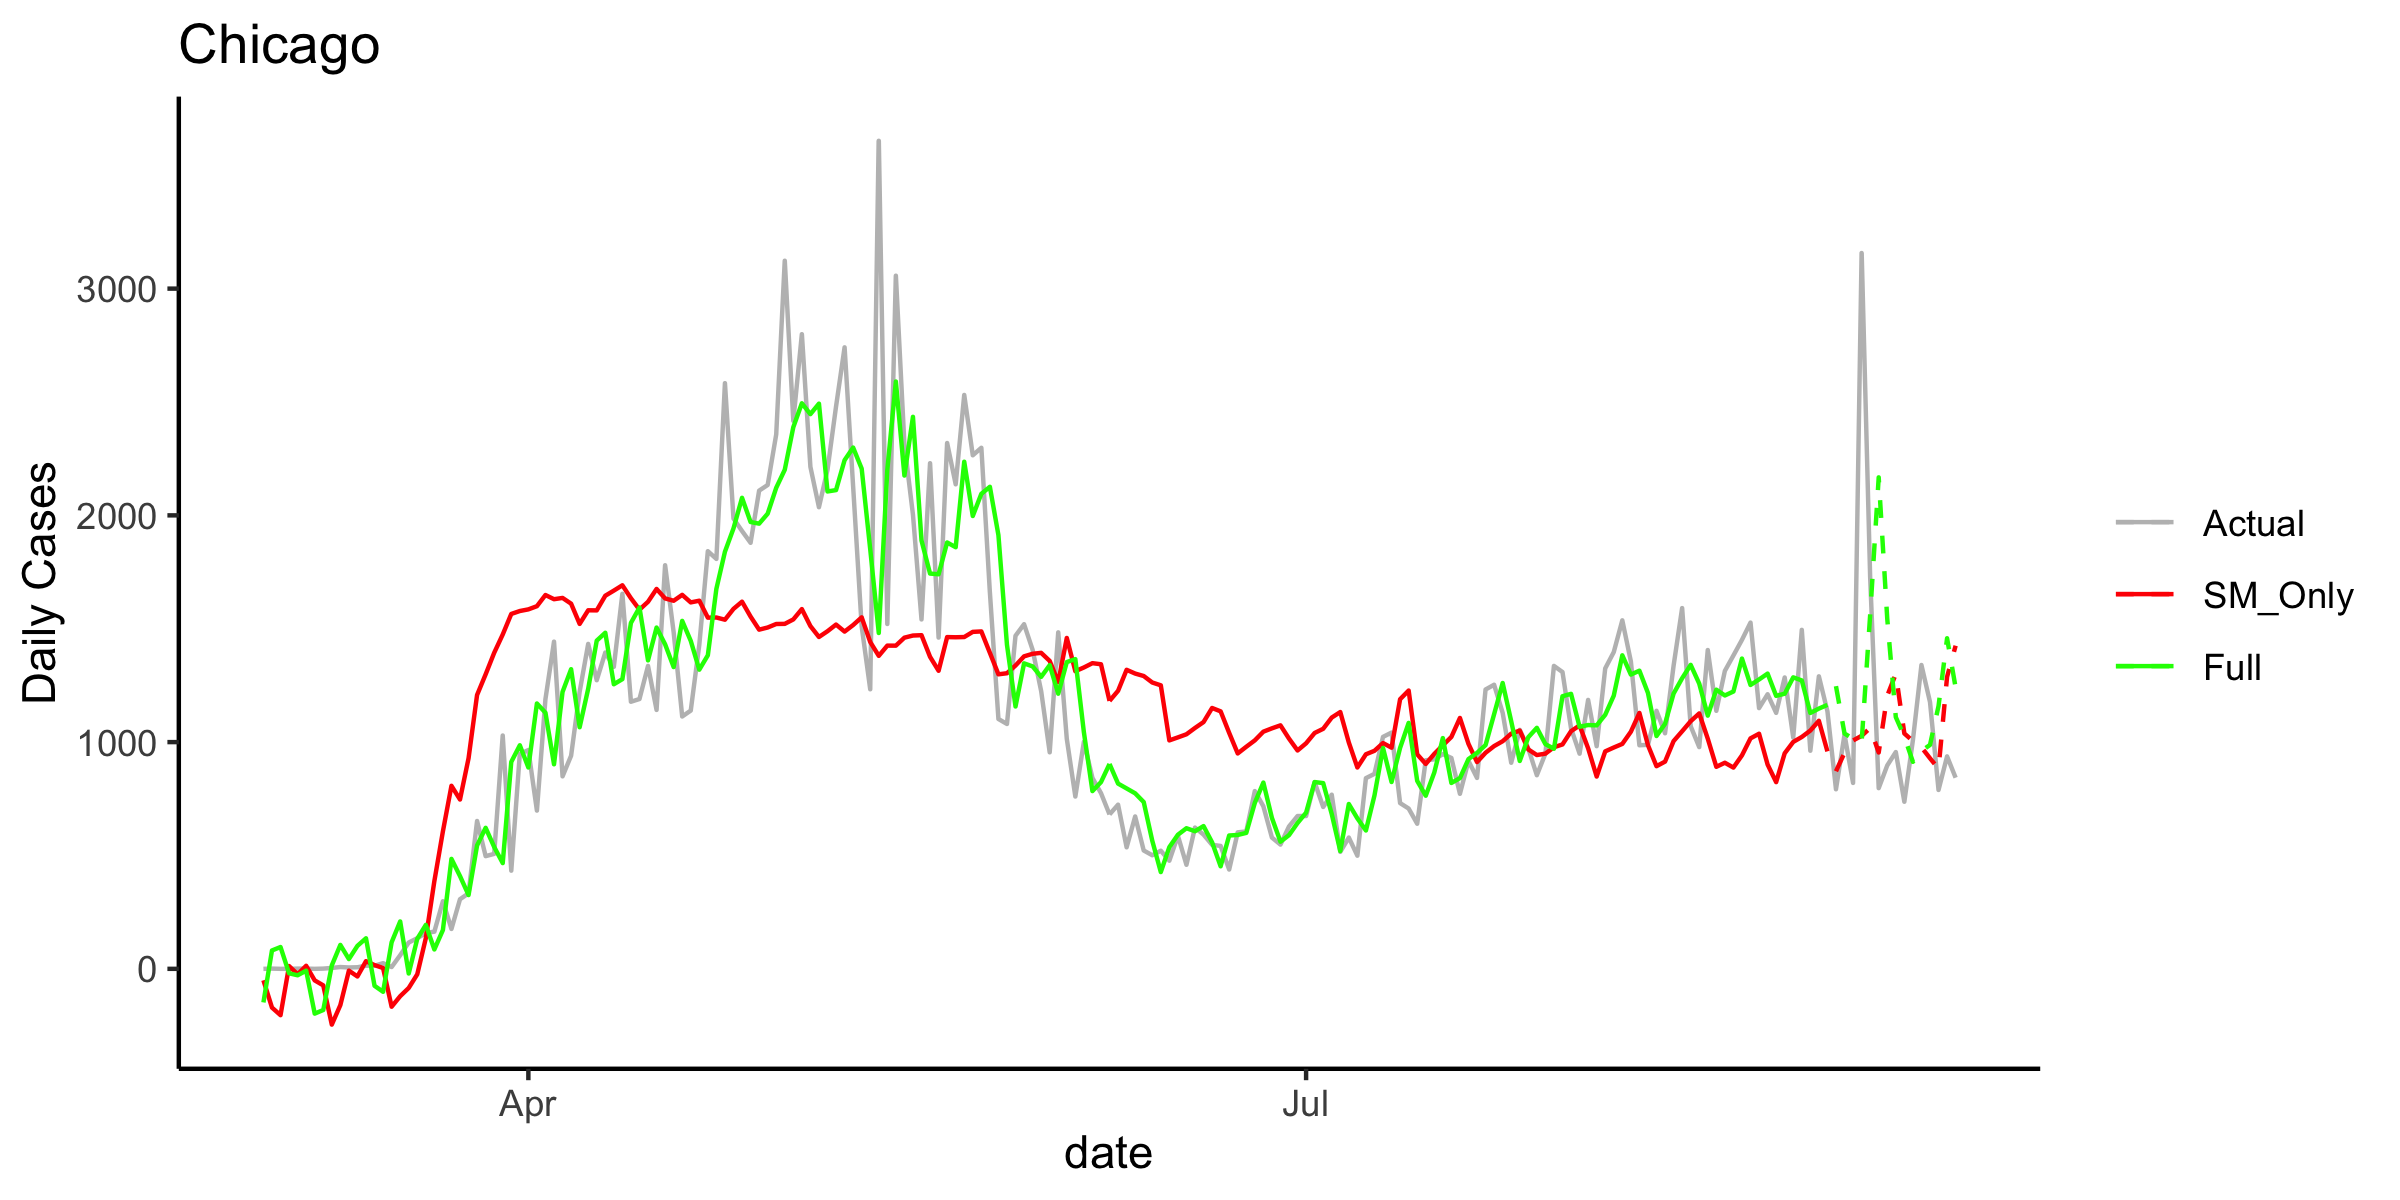 Chicago
Daily Cases
3000
2000
1000
0
Apr
Jul
date
Actual
SM_Only
Full